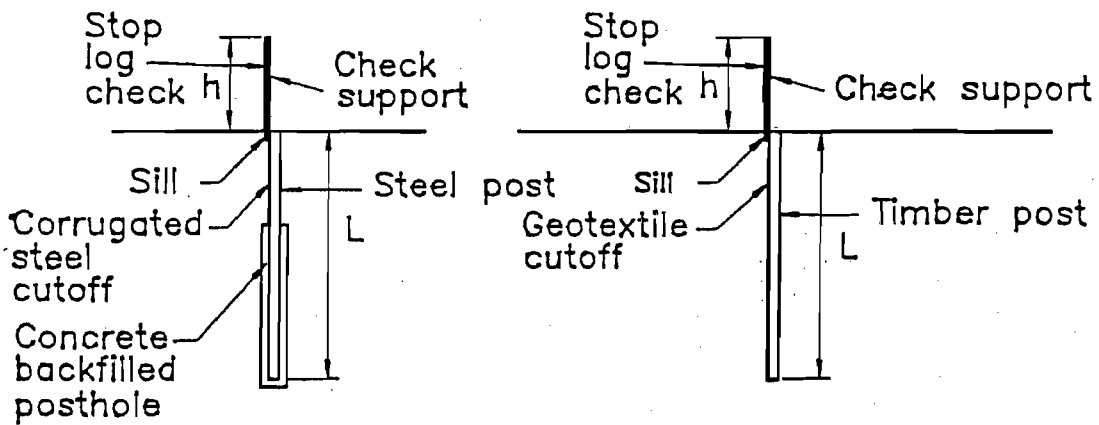 Stop
log
check
h
Check
support
Sill
Steel post
Corrugated
steel
cutoff
L
Concrete
backfilled
posthole
Stop
log
check
h
Check support
Sill
Geotextile
cutoff
Timber post
L